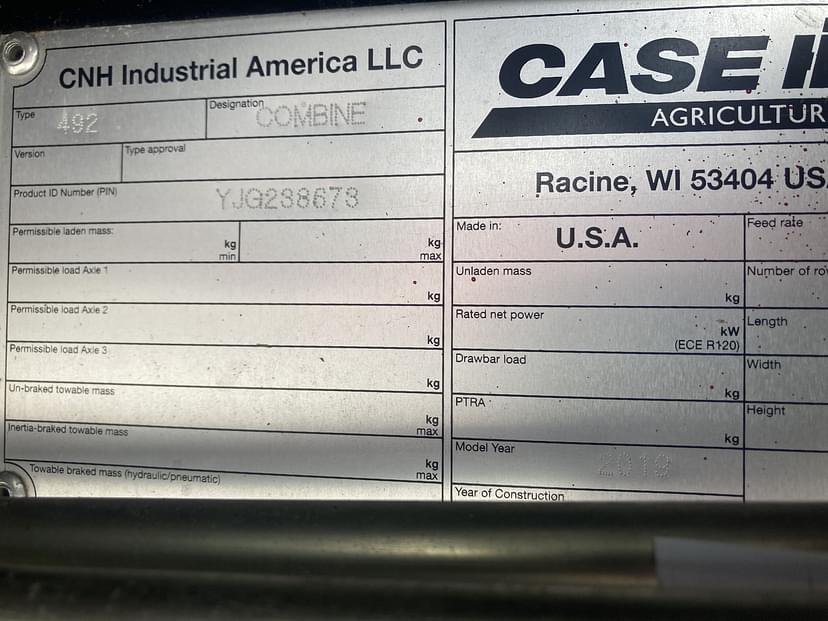 CNH Industrial America LLC
Type 492
Designation COMBINE
Version
Type approval
Product ID Number (PIN) YJG238673
Permissible laden mass:
kg min
kg max
Permissible load Axle 1
kg
Permissible load Axle 2
kg
Permissible load Axle 3
kg
Un-braked towable mass
kg max
Inertia-braked towable mass
kg max
Towable braked mass (hydraulic/pneumatic)
CASE
AGRICULTUR
Racine, WI 53404 US
Made in: U.S.A.
Feed rate
Unladen mass
kg
Number of
Rated net power
kW
(ECE R120)
Length
Drawbar load
kg
Width
PTRA
kg
Height
Model Year 2019
Year of Construction